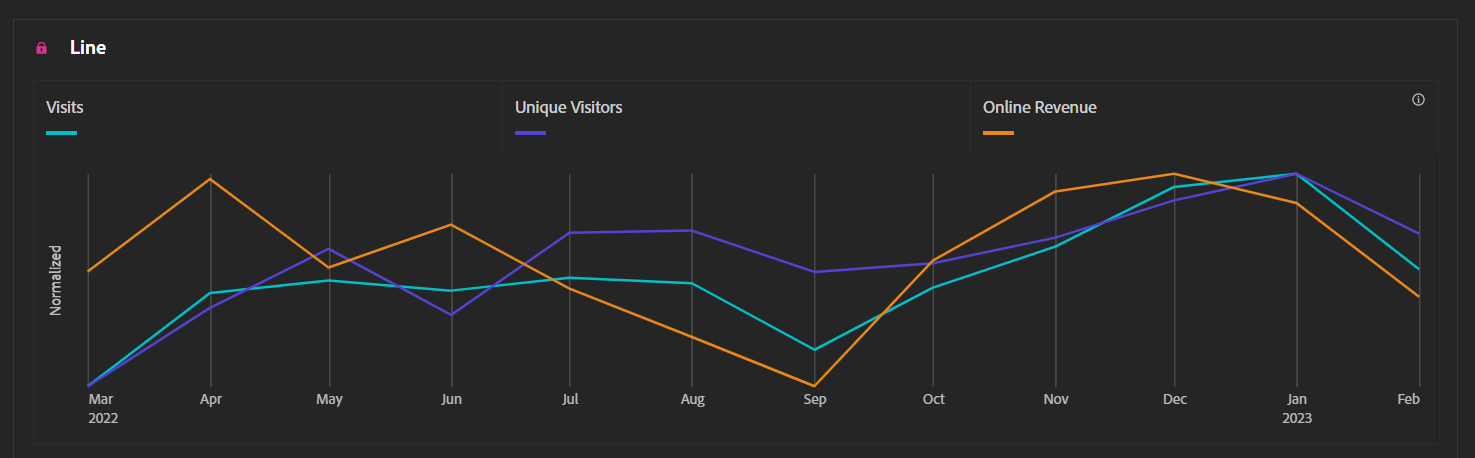 Line
Visits
Unique Visitors
Online Revenue
Normalized
Mar
2022
Apr
May
Jun
Jul
Aug
Sep
Oct
Nov
Dec
Jan
2023
Feb